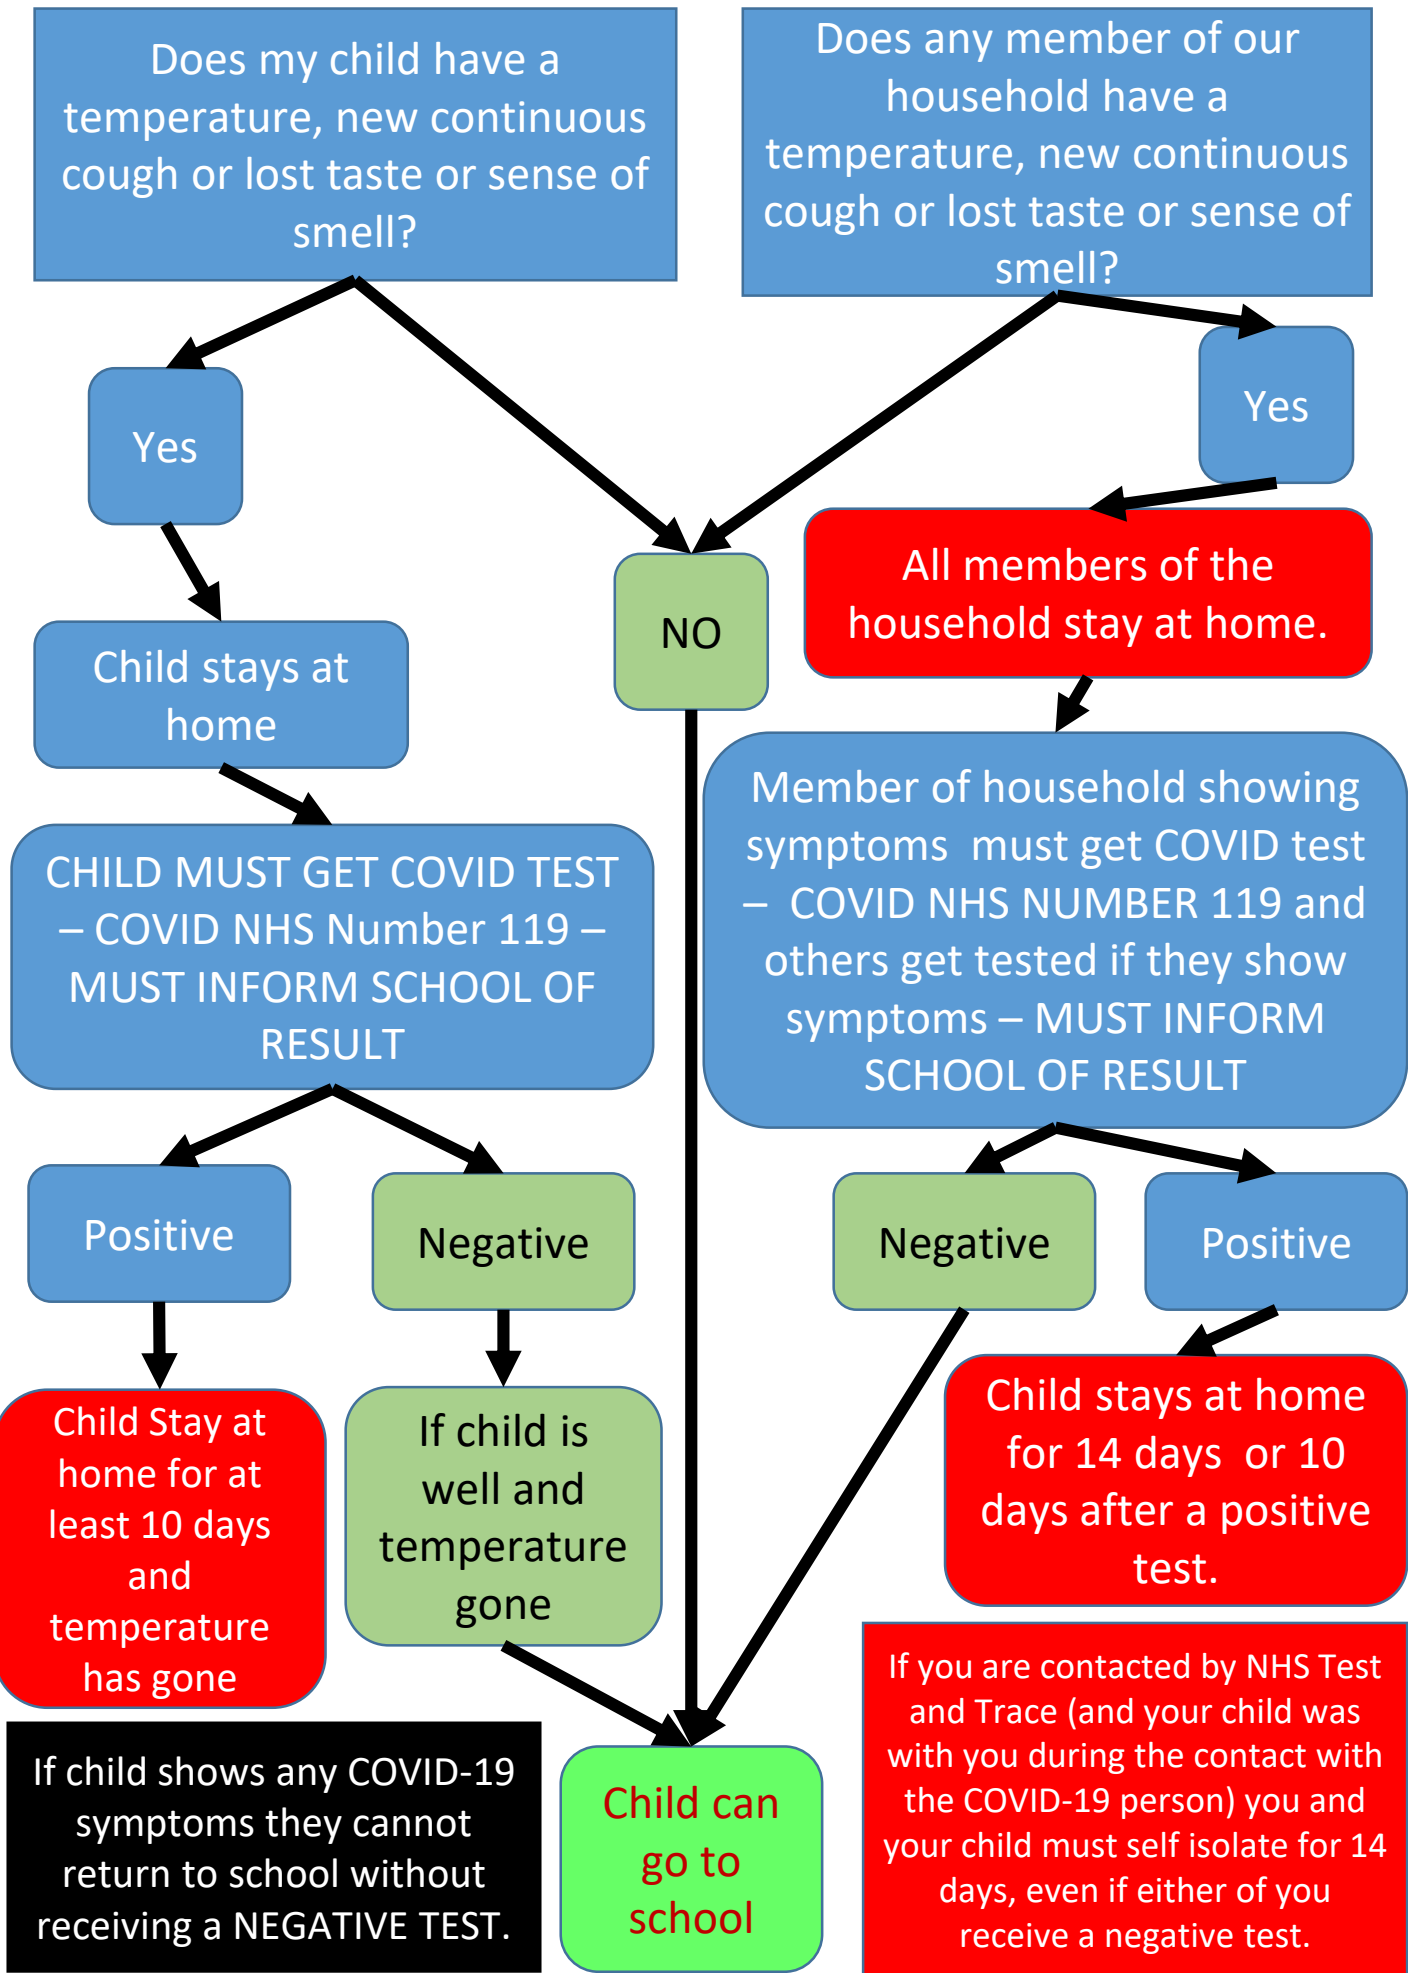 Does my child have a
temperature, new continuous
cough or lost taste or sense of
smell?
Does any member of our
household have a
temperature, new continuous
cough or lost taste or sense of
smell?
Yes
Yes
NO
All members of the
household stay at home.
Child stays at
home
Member of household showing
symptoms must get COVID test
– COVID NHS NUMBER 119 and
others get tested if they show
symptoms – MUST INFORM
SCHOOL OF RESULT
CHILD MUST GET COVID TEST
– COVID NHS Number 119 –
MUST INFORM SCHOOL OF
RESULT
Positive
Negative
Negative
Positive
Child Stay at
home for at
least 10 days
and
temperature
has gone
If child is
well and
temperature
gone
Child stays at home
for 14 days or 10
days after a positive
test.
If child shows any COVID-19
symptoms they cannot
return to school without
receiving a NEGATIVE TEST.
Child can
go to
school
If you are contacted by NHS Test
and Trace (and your child was
with you during the contact with
the COVID-19 person) you and
your child must self isolate for 14
days, even if either of you
receive a negative test.